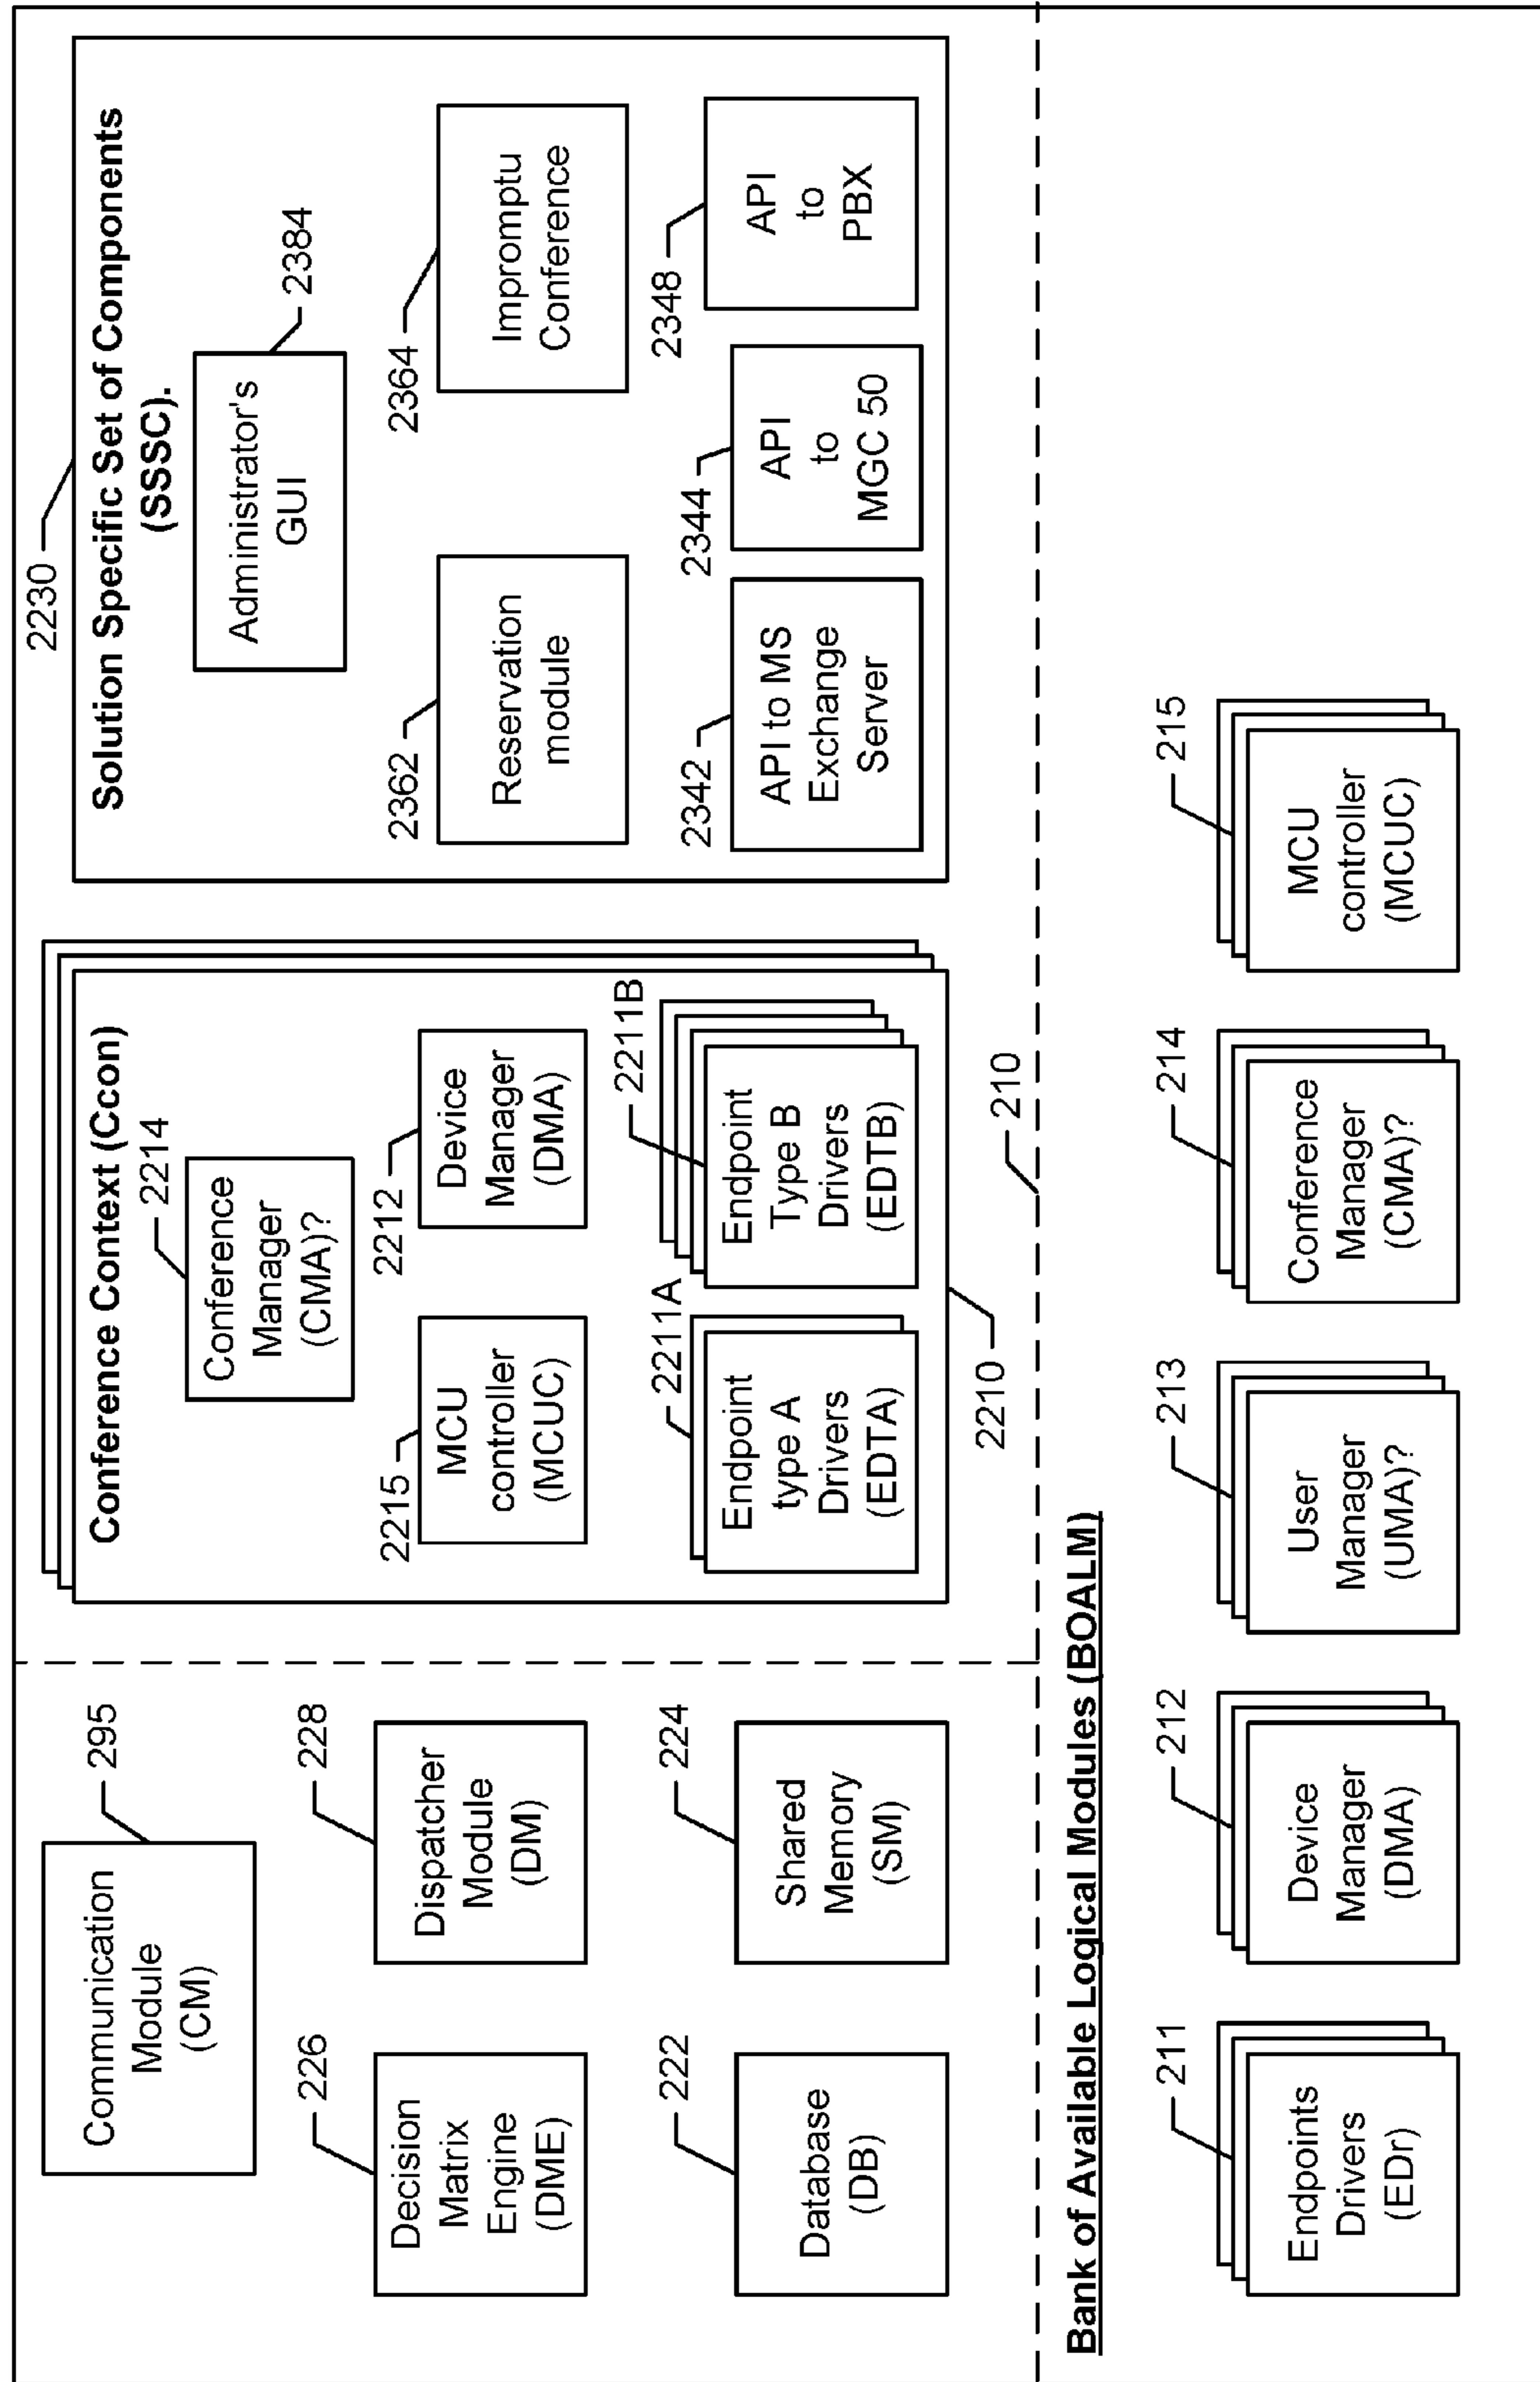 295
Communication
Module
(CM)
226
Decision
Matrix
Engine
(DME)
228
Dispatcher
Module
(DM)
222
Database
(DB)
224
Shared
Memory
(SM)
Conference Context (Ccon)
2214
Conference
Manager
(CMA)?
2215
MCU
controller
(MCUC)
2212
Device
Manager
(DMA)
2211A
Endpoint
type A
Drivers
(EDTA)
2211B
Endpoint
Type B
Drivers
(EDTB)
2210
2230
Solution Specific Set of Components
(SSSC).
Administrator's
GUI
2384
2362
Reservation
module
2364
Impromptu
Conference
2342
API to MS
Exchange
Server
2344
API
to
MGC 50
2348
API
to
PBX
210
Bank of Available Logical Modules (BOALM)
211
Endpoints
Drivers
(EDr)
212
Device
Manager
(DMA)
213
User
Manager
(UMA)?
214
Conference
Manager
(CMA)?
215
MCU
controller
(MCUC)